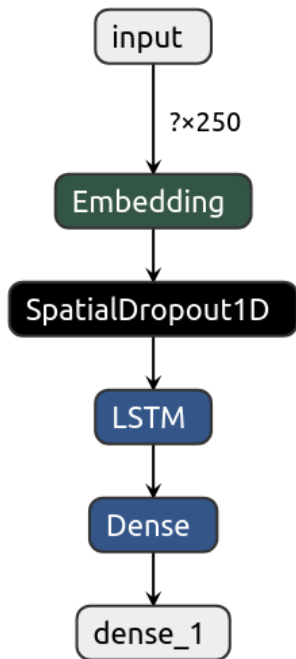 input
?×250
Embedding
SpatialDropout1D
LSTM
Dense
dense_1